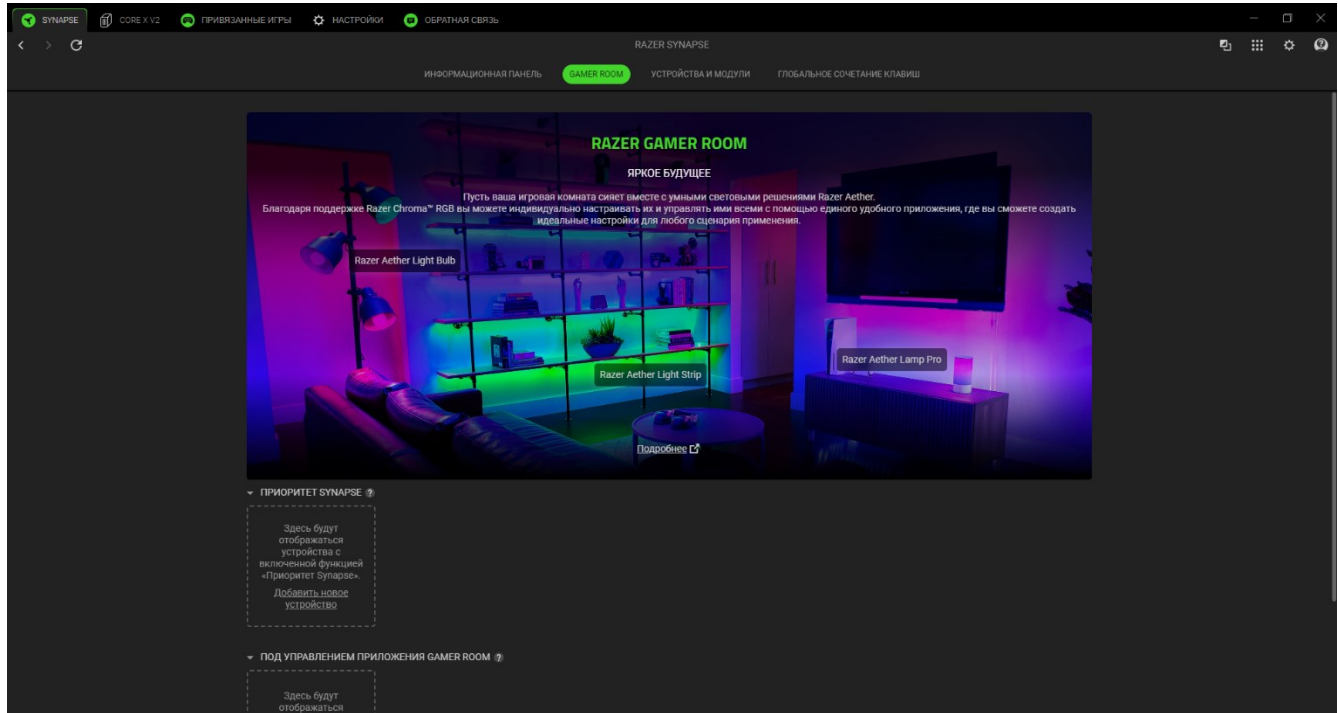 SYNAPSE
CORE X V2
ПРИВЯЗАННЫЕ ИГРЫ
НАСТРОЙКИ
ОБРАТНАЯ СВЯЗЬ
RAZER SYNAPSE
ИНФОРМАЦИОННАЯ ПАНЕЛЬ
GAMER ROOM
УСТРОЙСТВА И МОДУЛИ
ГЛОБАЛЬНОЕ СОЧЕТАНИЕ КЛАВИШ
RAZER GAMER ROOM
ЯРКОЕ БУДУЩЕЕ
Пусть ваша игровая комната сияет вместе с умными световыми решениями Razer Aether.
Благодаря поддержке Razer Chroma™ RGB вы можете индивидуально настраивать их и управлять ими всеми с помощью единого удобного приложения, где вы сможете создать
идеальные настройки для любого сценария применения.
Razer Aether Light Bulb
Razer Aether Lamp Pro
Razer Aether Light Strip
Подробнее
ПРИОРИТЕТ SYNAPSE ?
Здесь будут
отображаться
устройства с
включенной функцией
«Приоритет Synapse».
Добавить новое
устройство
ПОД УПРАВЛЕНИЕМ ПРИЛОЖЕНИЯ GAMER ROOM ?
Здесь будут
отображаться